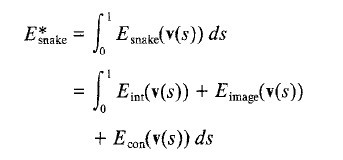 E*snake = ∫₀¹ Esnake(v(s)) ds
= ∫₀¹ Eint(v(s)) + Eimage(v(s))
+ Econ(v(s)) ds